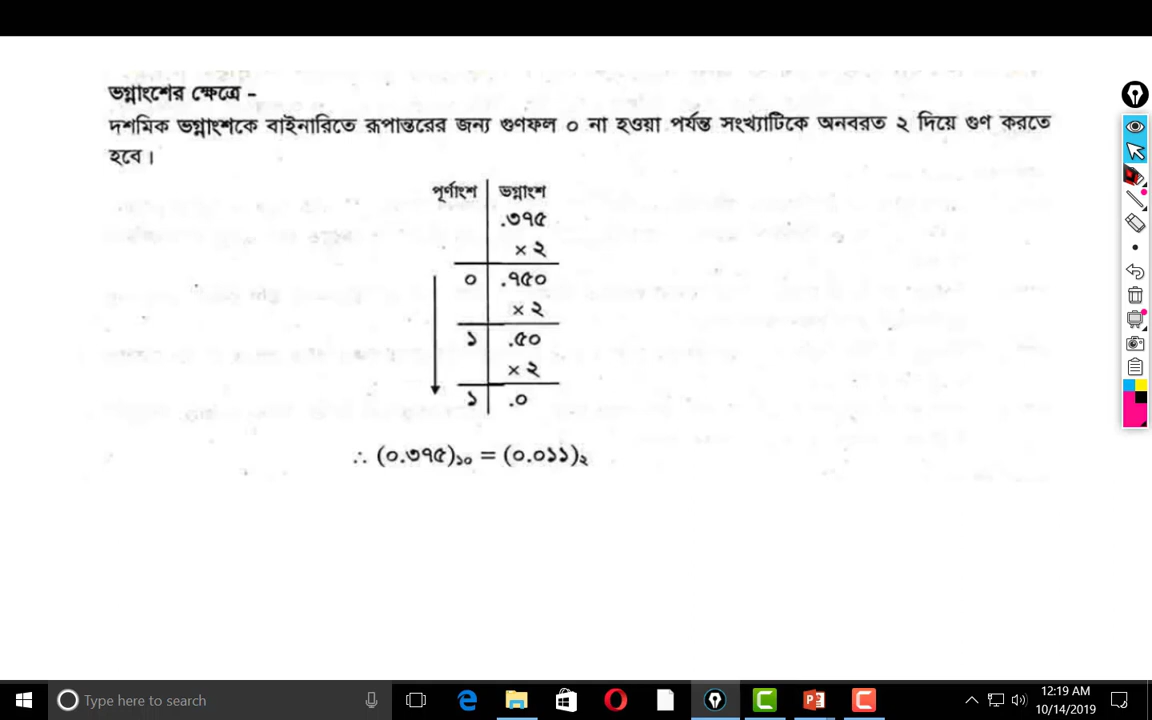 ভগ্নাংশের ক্ষেত্রে -
দশমিক ভগ্নাংশকে বাইনারিতে রূপান্তরের জন্য গুণফল ০ না হওয়া পর্যন্ত সংখ্যাটিকে অনবরত ২ দিয়ে গুণ করতে
হবে।
পূর্ণাংশ ভগ্নাংশ
.৩৭৫
× ২
০ .৭৫০
× ২
১ .৫০
× ২
১ .০
∴ (০.৩৭৫)₁₀ = (০.০১১)₂
Type here to search
12:19 AM
10/14/2019